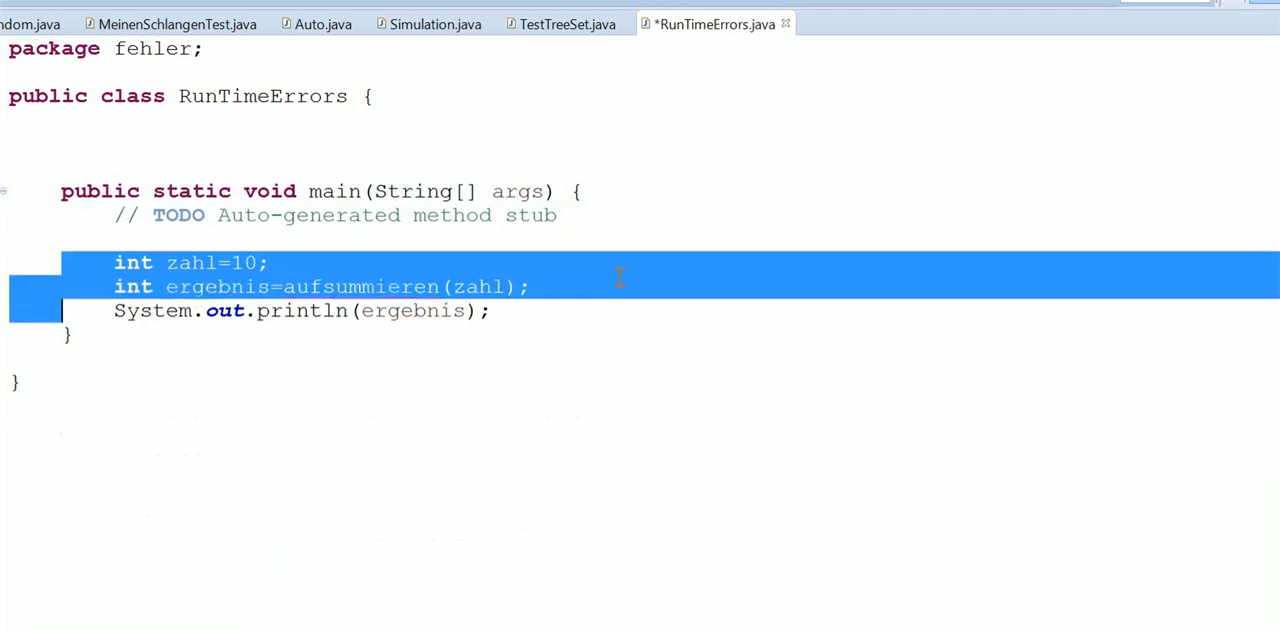 ndom.java MeinenSchlangenTest.java Auto.java Simulation.java TestTreeSet.java *RunTimeErrors.java
package fehler;
public class RunTimeErrors {
public static void main(String[] args) {
// TODO Auto-generated method stub
int zahl=10;
int ergebnis=aufsummieren(zahl);
System.out.println(ergebnis);
}
}